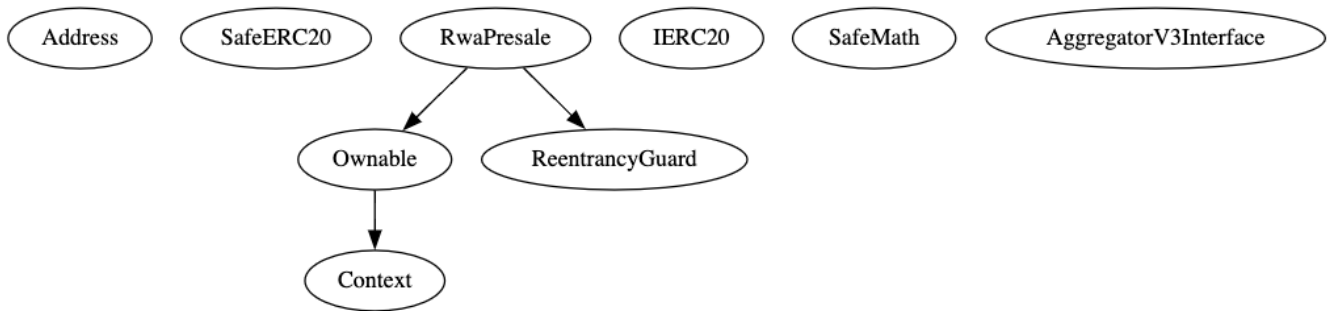 Address
SafeERC20
RwaPresale
IERC20
SafeMath
AggregatorV3Interface
Ownable
ReentrancyGuard
Context